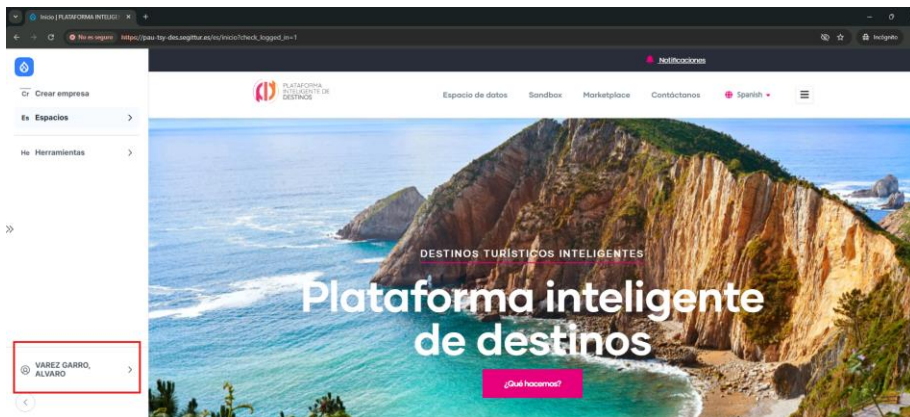 Inicio | PLATAFORMA INTELIG
No es seguro https://pau-tsy-des.segittur.es/es/inicio?check_logged_in=1
Incógnito
Notificaciones
Cr Crear empresa
Es Espacios
He Herramientas
VAREZ GARRO,
ALVARO
PLATAFORMA
INTELIGENTE DE
DESTINOS
Espacio de datos Sandbox Marketplace Contáctanos Spanish
DESTINOS TURÍSTICOS INTELIGENTES
Plataforma inteligente
de destinos
¿Qué hacemos?